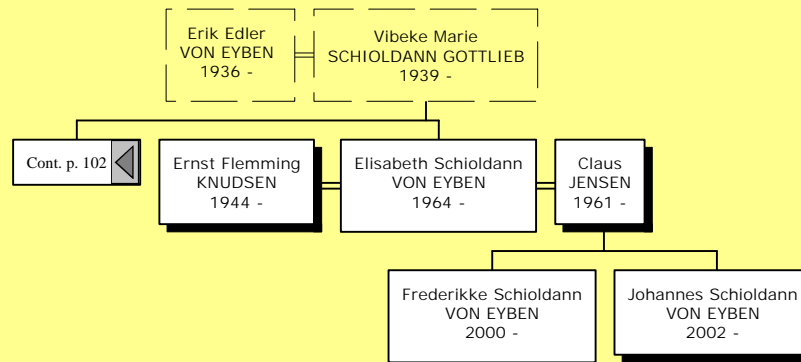 Erik Edler
VON EYBEN
1936 -
Vibeke Marie
SCHIOLDANN GOTTLIEB
1939 -
Cont. p. 102
Ernst Flemming
KNUDSEN
1944 -
Elisabeth Schioldann
VON EYBEN
1964 -
Claus
JENSEN
1961 -
Frederikke Schioldann
VON EYBEN
2000 -
Johannes Schioldann
VON EYBEN
2002 -